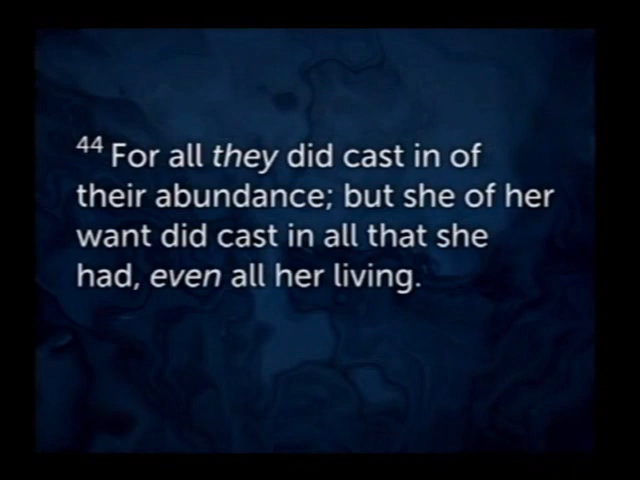 44 For all they did cast in of
their abundance; but she of her
want did cast in all that she
had, even all her living.